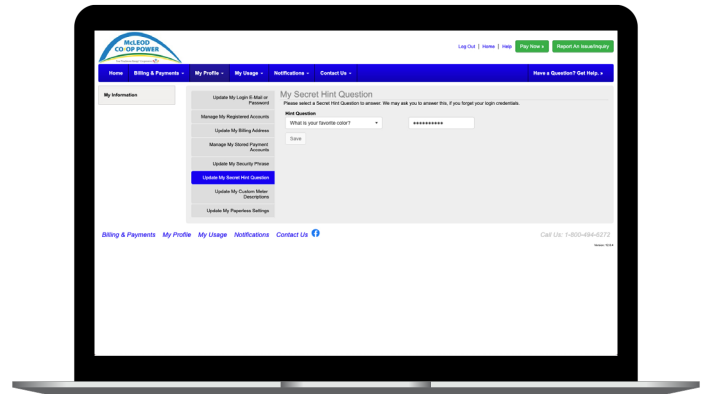 McLEOD
CO-OP POWER
Log Out | Home | Help
Pay Now »
Report An Issue/Inquiry
Home
Billing & Payments
My Profile
My Usage
Notifications
Contact Us
Have a Question? Get Help. »
My Information
Update My Login E-Mail or
Password
Manage My Registered Accounts
Update My Billing Address
Manage My Stored Payment
Accounts
Update My Security Phrase
Update My Secret Hint Question
Update My Custom Meter
Descriptions
Update My Paperless Settings
My Secret Hint Question
Please select a Secret Hint Question to answer. We may ask you to answer this, if you forget your login credentials.
Hint Question
What is your favorite color?
**********
Save
Billing & Payments My Profile My Usage Notifications Contact Us
Call Us: 1-800-494-6272